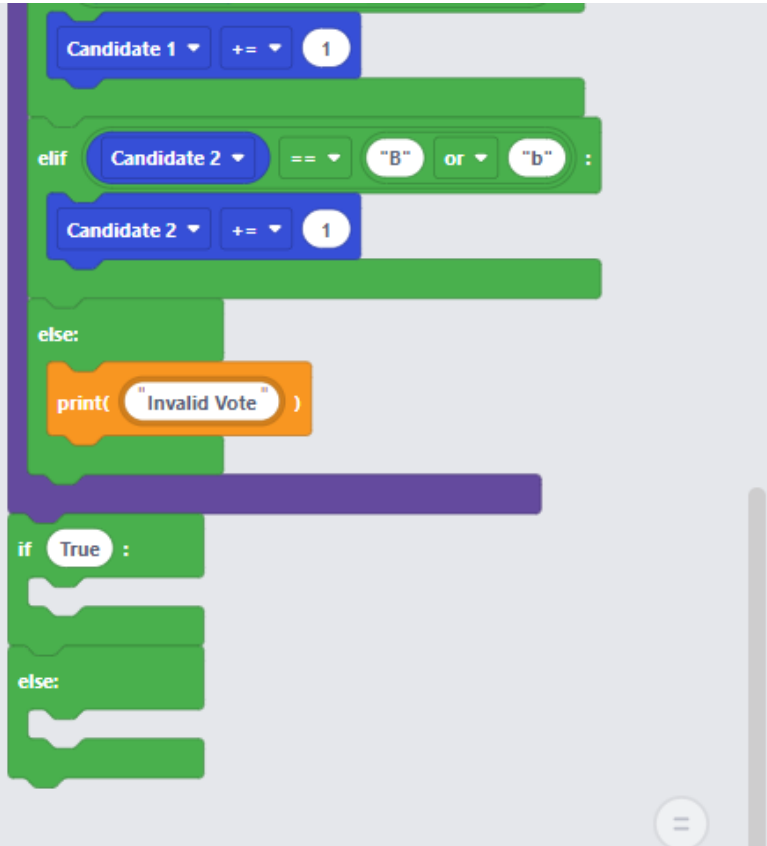 Candidate 1 += 1
elif Candidate 2 == "B" or "b" :
Candidate 2 += 1
else:
print( "Invalid Vote" )
if True :
else:
=